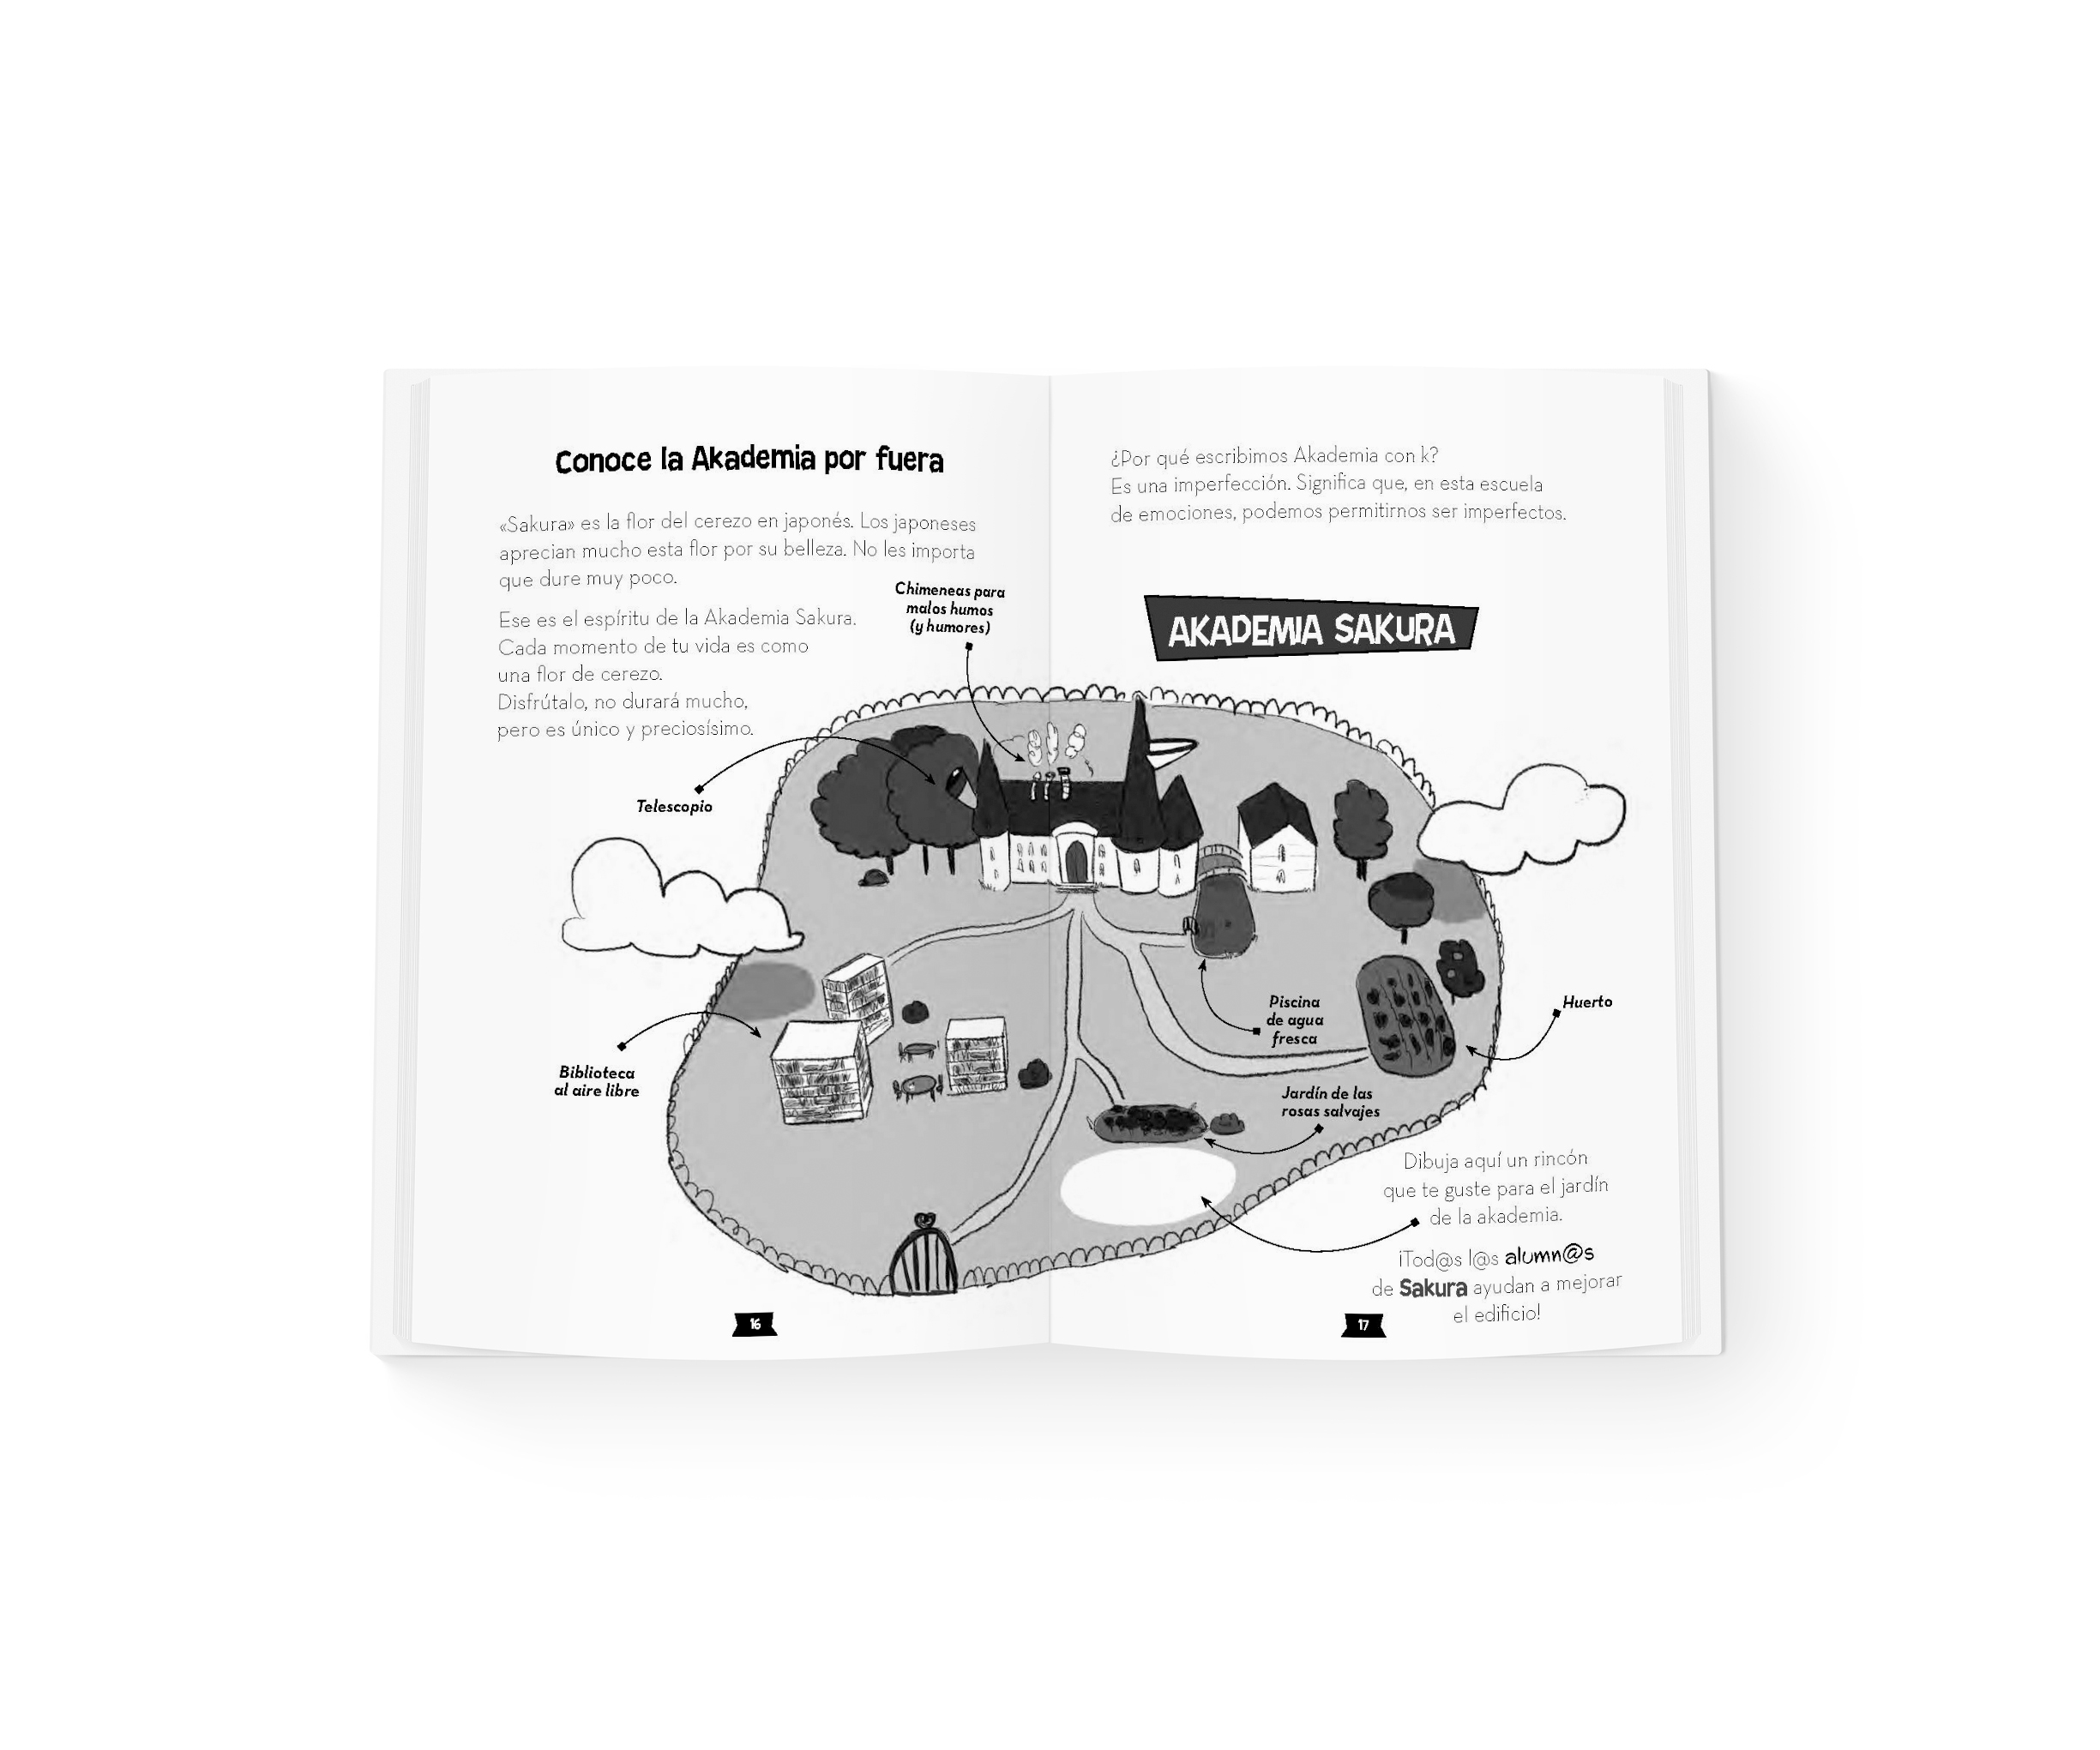 Conoce la Akademia por fuera
«Sakura» es la flor del cerezo en japonés. Los japoneses
aprecian mucho esta flor por su belleza. No les importa
que dure muy poco.
Ese es el espíritu de la Akademia Sakura.
Cada momento de tu vida es como
una flor de cerezo.
Disfrútalo, no durará mucho,
pero es único y preciosísimo.
Chimeneas para
malos humos
(y humores)
Telescopio
Biblioteca
al aire libre
16
¿Por qué escribimos Akademia con k?
Es una imperfección. Significa que, en esta escuela
de emociones, podemos permitirnos ser imperfectos.
AKADEMIA SAKURA
Piscina
de agua
fresca
Huerto
Jardín de las
rosas salvajes
Dibuja aquí un rincón
que te guste para el jardín
de la akademia.
¡Tod@s l@s alumn@s
de Sakura ayudan a mejorar
el edificio!
17